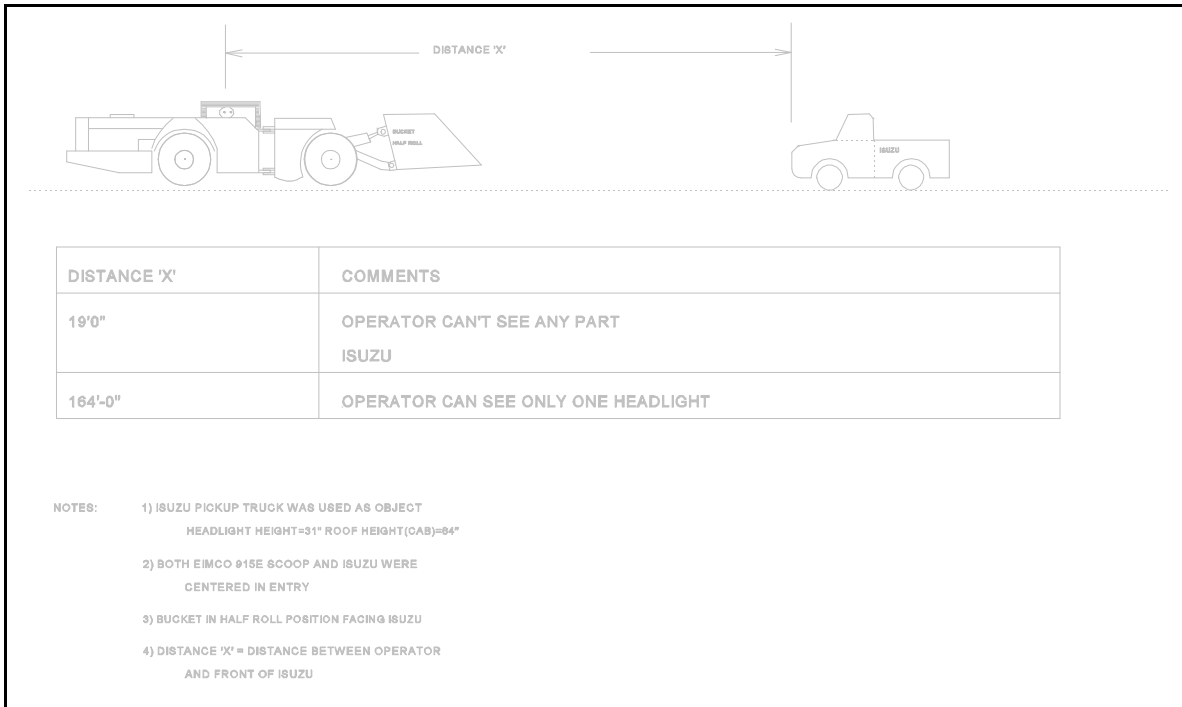 DISTANCE 'X'
BUCKET
HALF ROLL
ISUZU
DISTANCE 'X'
COMMENTS
19'0"
OPERATOR CAN'T SEE ANY PART
ISUZU
164'-0"
OPERATOR CAN SEE ONLY ONE HEADLIGHT
NOTES:
1) ISUZU PICKUP TRUCK WAS USED AS OBJECT
HEADLIGHT HEIGHT=31" ROOF HEIGHT(CAB)=64"
2) BOTH EIMCO 915E SCOOP AND ISUZU WERE
CENTERED IN ENTRY
3) BUCKET IN HALF ROLL POSITION FACING ISUZU
4) DISTANCE 'X' = DISTANCE BETWEEN OPERATOR
AND FRONT OF ISUZU